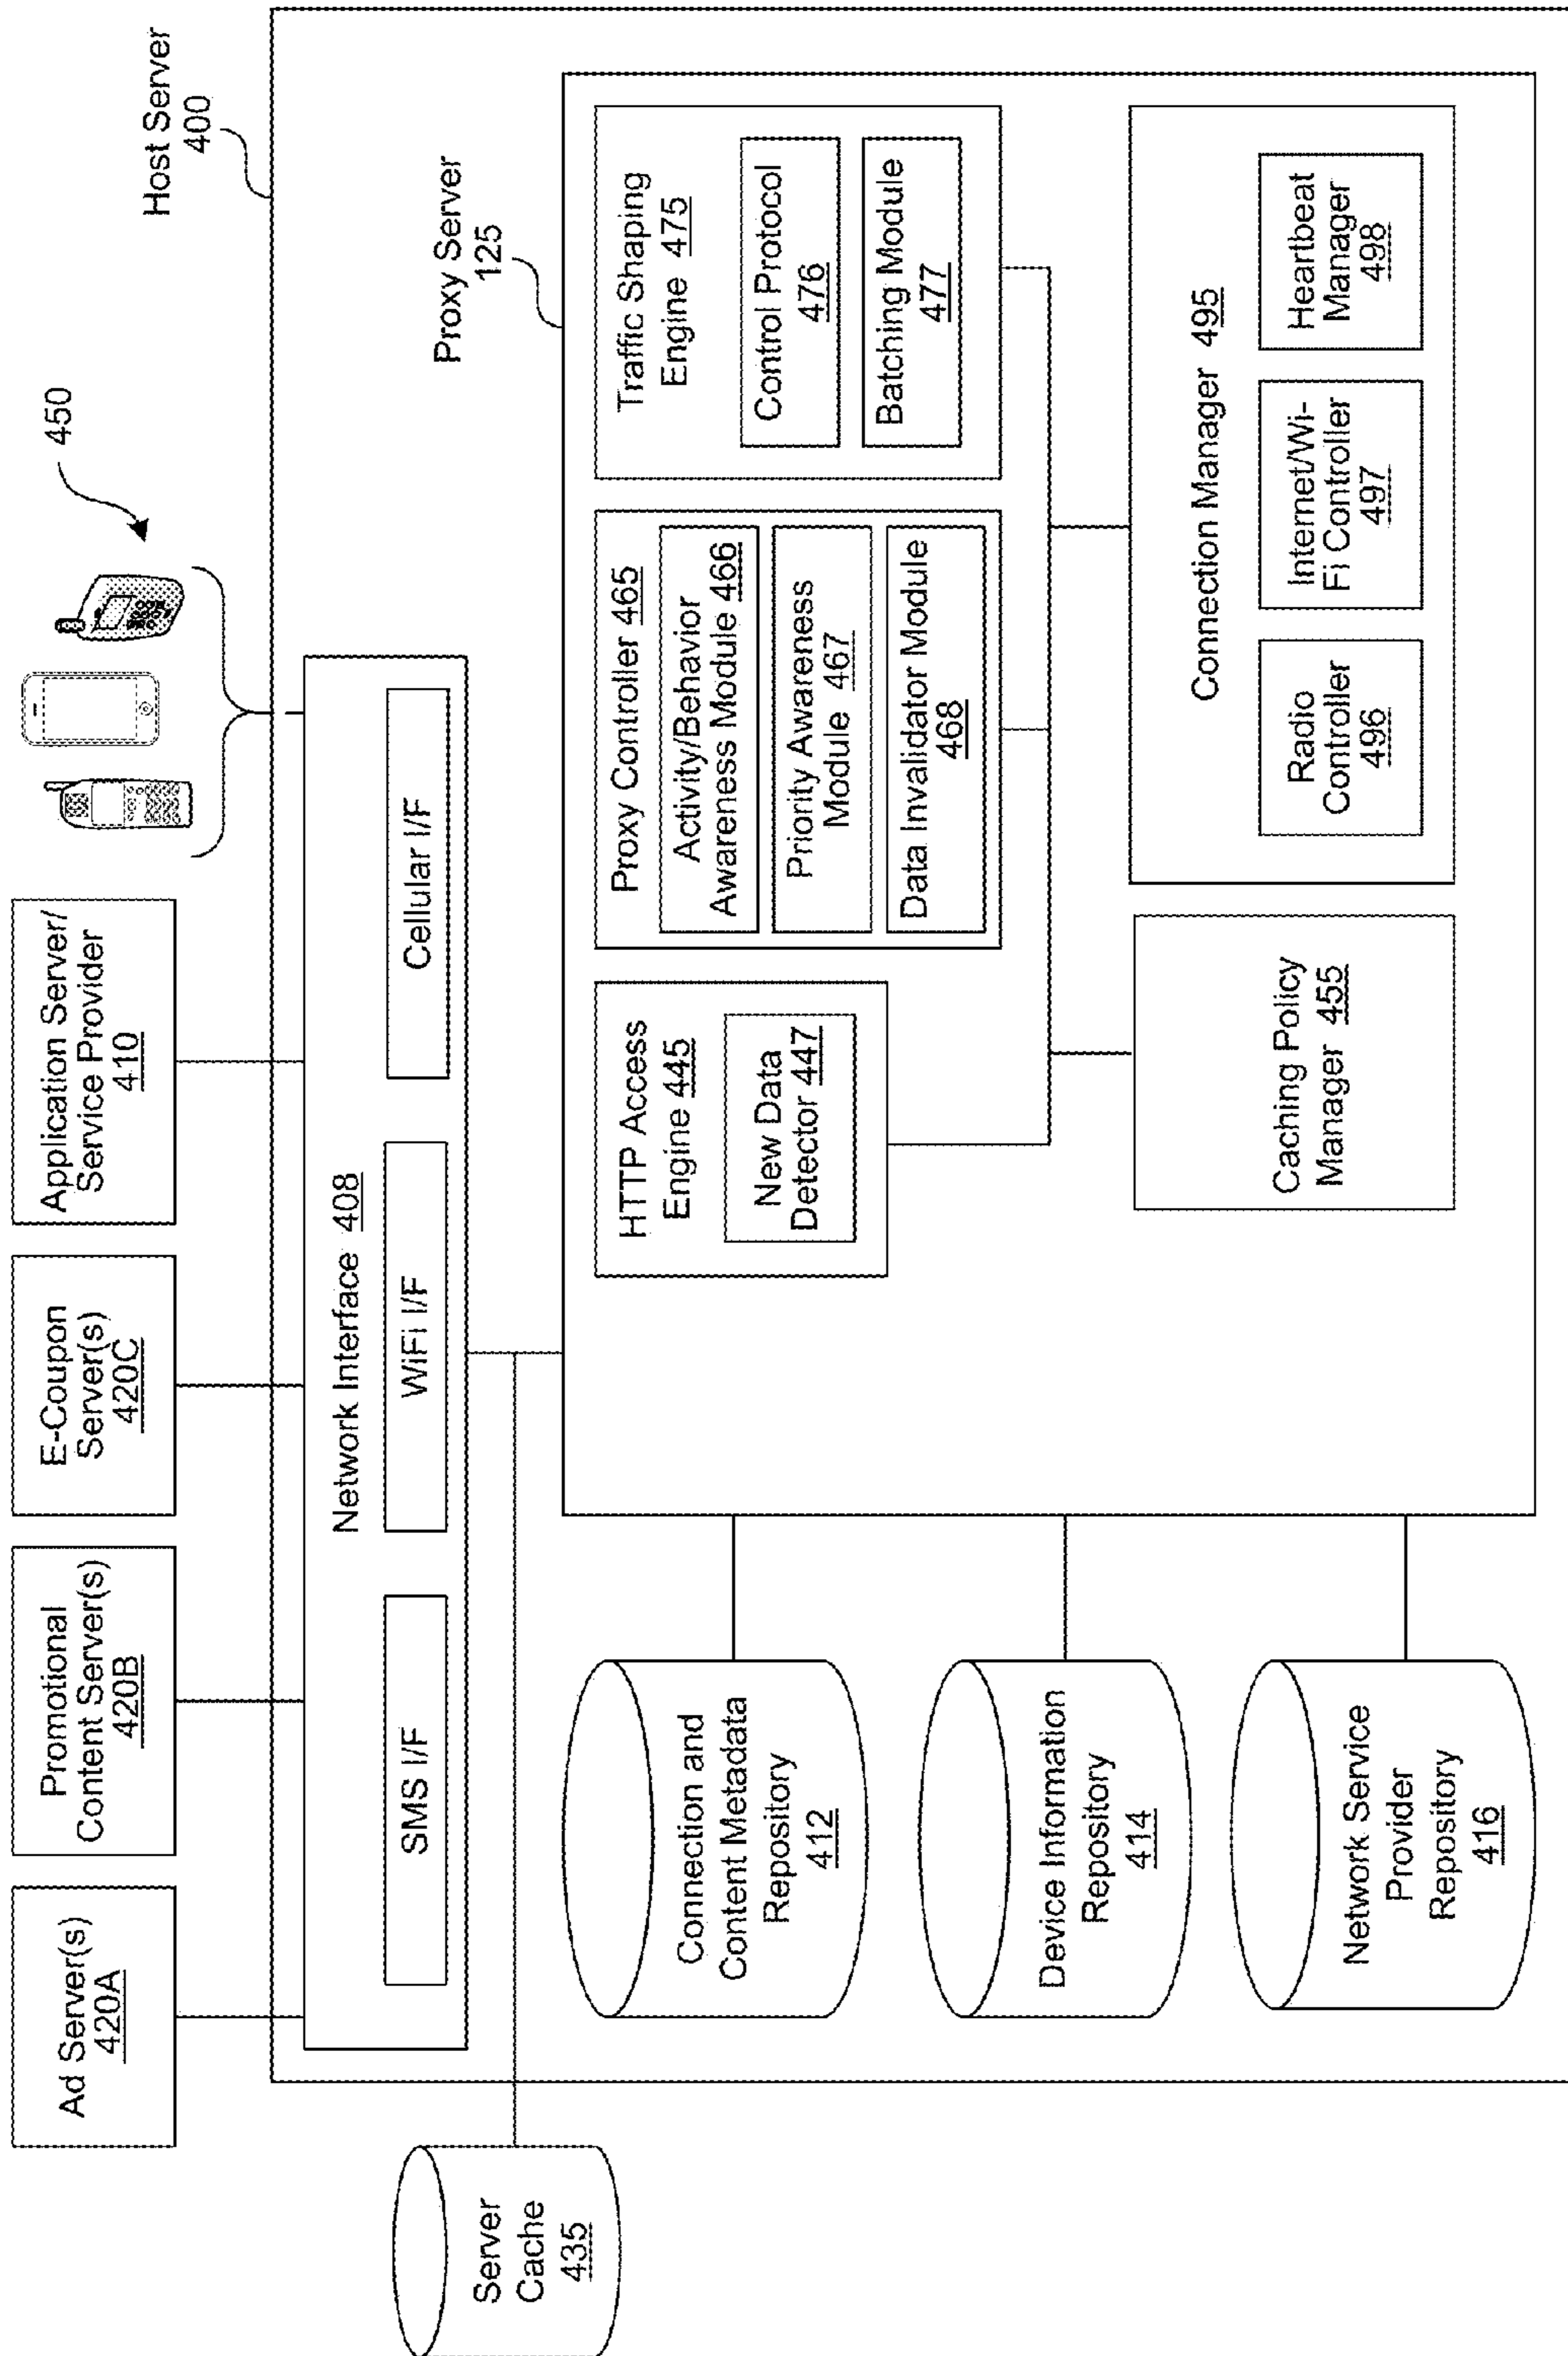 Ad Server(s)
420A
Promotional
Content Server(s)
420B
E-Coupon
Server(s)
420C
Application Server/
Service Provider
410
450
Host Server
400
Server
Cache
435
Network Interface 408
SMS I/F
WiFi I/F
Cellular I/F
Proxy Server
125
Connection and
Content Metadata
Repository
412
Device Information
Repository
414
Network Service
Provider
Repository
416
HTTP Access
Engine 445
New Data
Detector 447
Proxy Controller 465
Activity/Behavior
Awareness Module 466
Priority Awareness
Module 467
Data Invalidator Module
468
Traffic Shaping
Engine 475
Control Protocol
476
Batching Module
477
Caching Policy
Manager 455
Connection Manager 495
Radio
Controller
496
Internet/Wi-
Fi Controller
497
Heartbeat
Manager
498